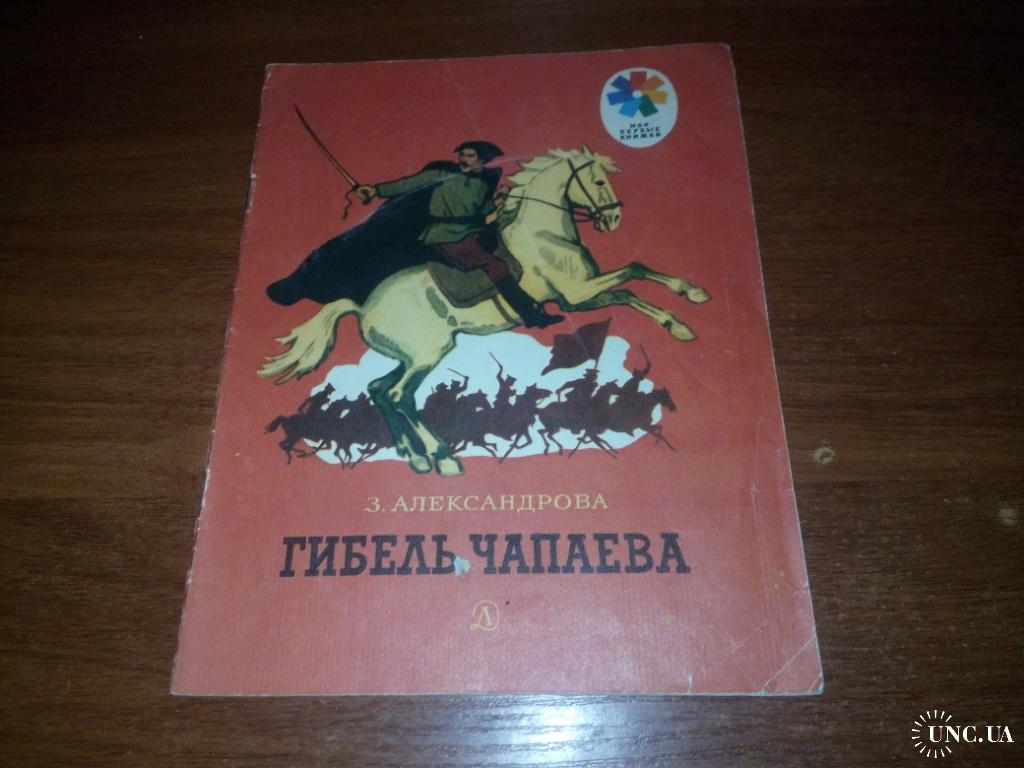 МОИ
ПЕРВЫЕ
КНИЖКИ
З. АЛЕКСАНДРОВА
ГИБЕЛЬ ЧАПАЕВА
Д
UNC.UA